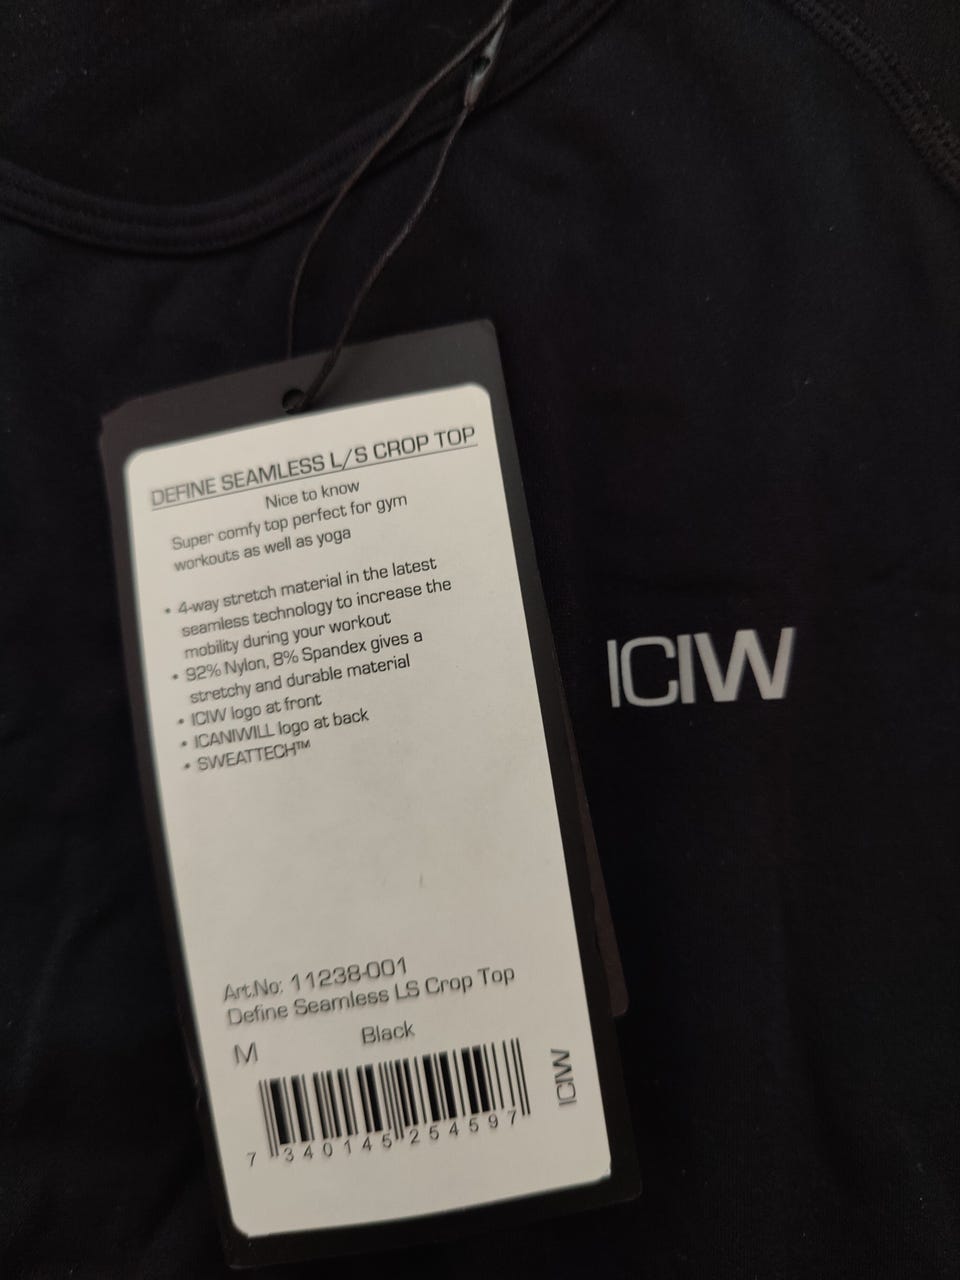 DEFINE SEAMLESS L/S CROP TOP
Nice to know
Super comfy top perfect for gym
workouts as well as yoga
• 4-way stretch material in the latest
seamless technology to increase the
mobility during your workout
• 92% Nylon, 8% Spandex gives a
stretchy and durable material
• ICIW logo at front
• ICANIWILL logo at back
• SWEATTECH™
Art.No: 11238-001
Define Seamless LS Crop Top
M Black
7 340145 254597
ICIW
ICIW